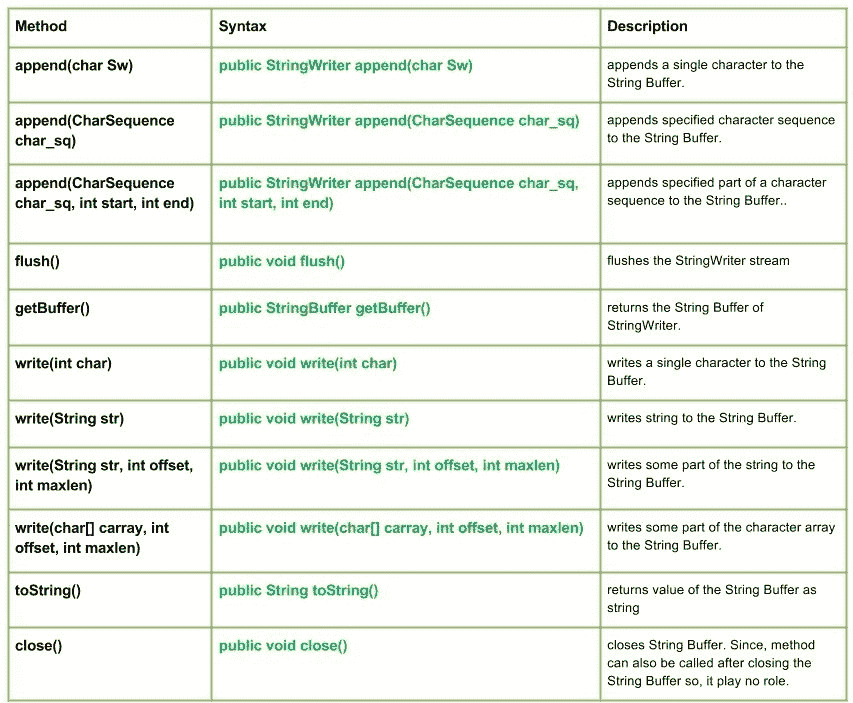 Method Syntax Description
append(char Sw) public StringWriter append(char Sw) appends a single character to the
String Buffer.
append(CharSequence public StringWriter append(CharSequence char_sq) appends specified character sequence
char_sq) to the String Buffer.
append(CharSequence public StringWriter append(CharSequence char_sq, appends specified part of a character
char_sq, int start, int end) int start, int end) sequence to the String Buffer..
flush() public void flush() flushes the StringWriter stream
getBuffer() public StringBuffer getBuffer() returns the String Buffer of
StringWriter.
write(int char) public void write(int char) writes a single character to the String
Buffer.
write(String str) public void write(String str) writes string to the String Buffer.
write(String str, int offset, public void write(String str, int offset, int maxlen) writes some part of the string to the
int maxlen) String Buffer.
write(char[] carray, int public void write(char[] carray, int offset, int maxlen) writes some part of the character array
offset, int maxlen) to the String Buffer.
toString() public String toString() returns value of the String Buffer as
string
close() public void close() closes String Buffer. Since, method
can also be called after closing the
String Buffer so, it play no role.